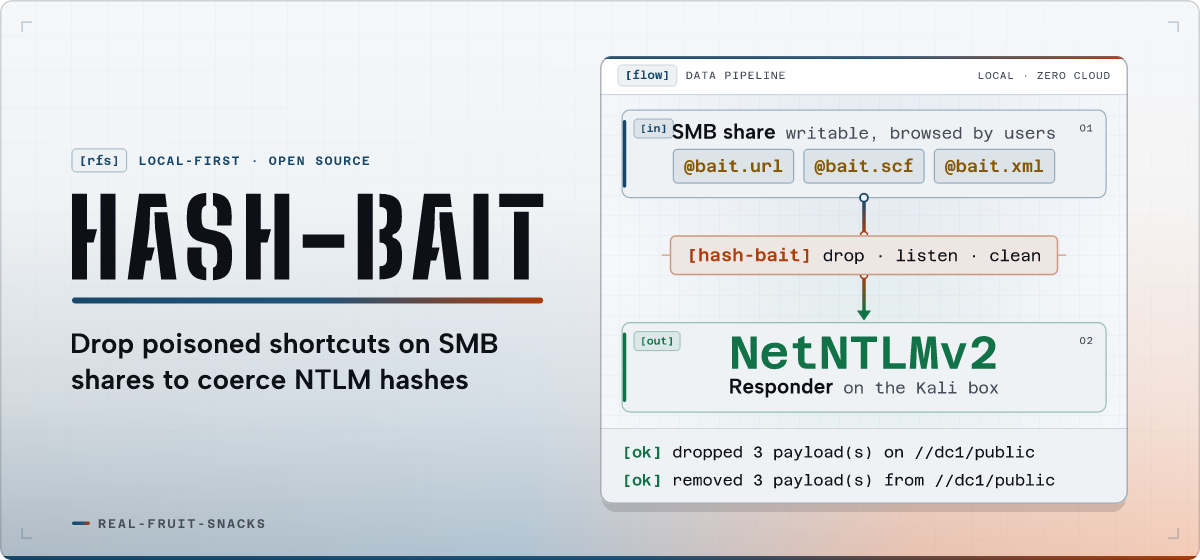 [rfs] LOCAL-FIRST · OPEN SOURCE
HASH-BAIT
Drop poisoned shortcuts on SMB
shares to coerce NTLM hashes
REAL-FRUIT-SNACKS
[flow] DATA PIPELINE LOCAL · ZERO CLOUD
[in] SMB share writable, browsed by users 01
@bait.url @bait.scf @bait.xml
[hash-bait] drop · listen · clean
[out] NetNTLMv2 02
Responder on the Kali box
[ok] dropped 3 payload(s) on //dc1/public
[ok] removed 3 payload(s) from //dc1/public